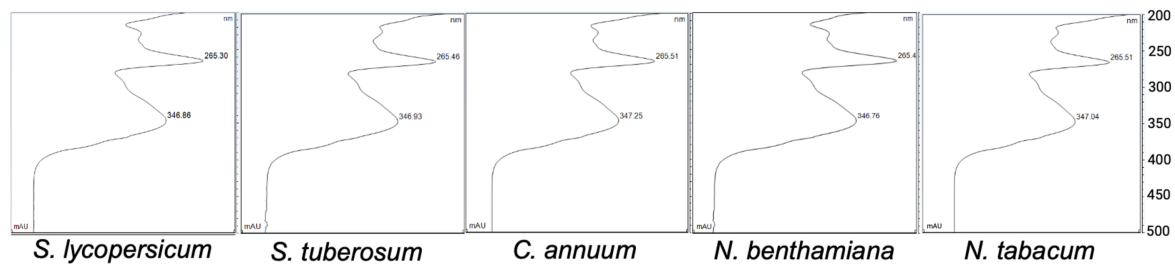 nm nm nm nm nm 200
265.30 265.46 265.51 265.4 265.51 250
300
346.86 346.93 347.25 346.76 347.04 350
400
450
mAU mAU mAU mAU mAU 500
S. lycopersicum S. tuberosum C. annuum N. benthamiana N. tabacum